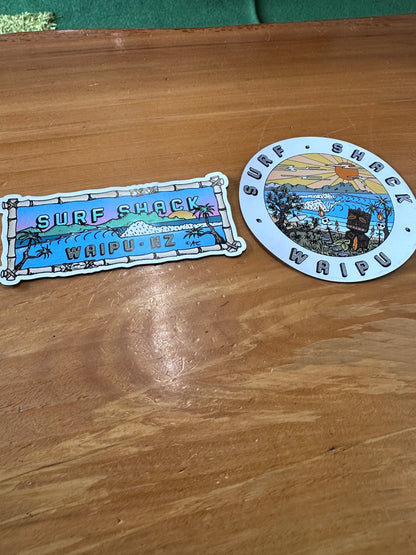 SURF SHACK
WAIPU · NZ
· SURF · SHACK ·
WAIPU